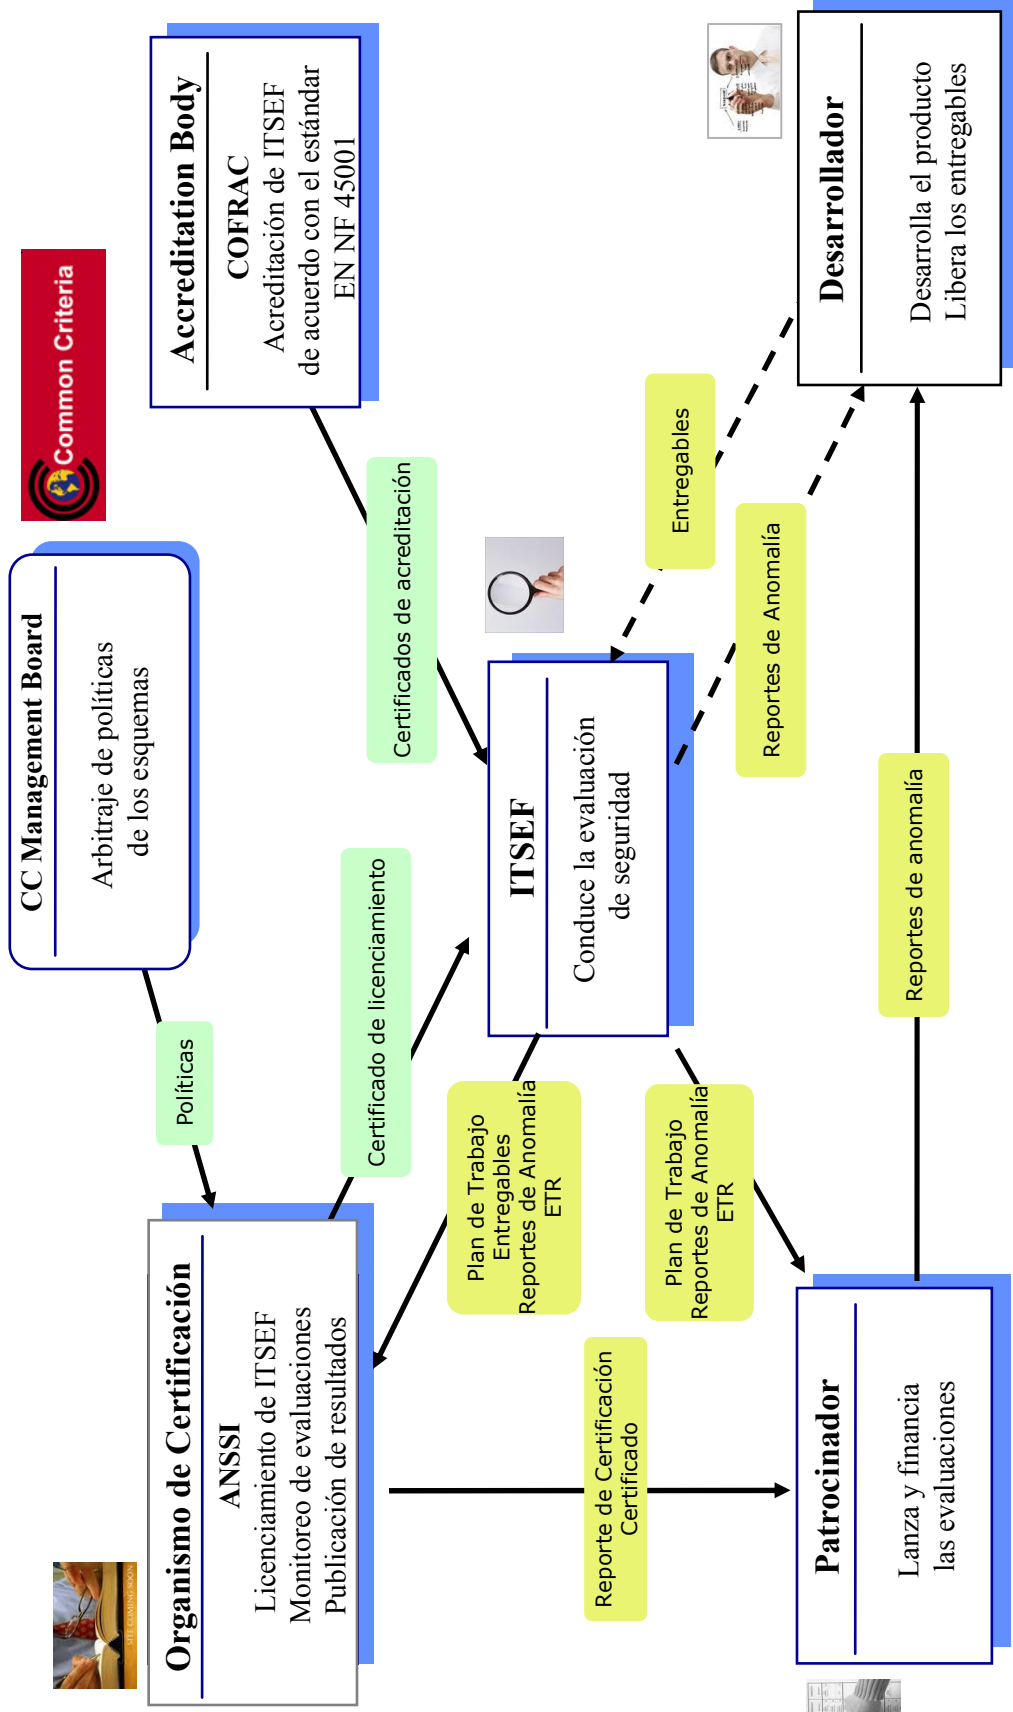 CC Management Board
Arbitraje de políticas
de los esquemas
Common Criteria
Organismo de Certificación
ANSSI
Licenciamiento de ITSEF
Monitoreo de evaluaciones
Publicación de resultados
SITE COMING SOON
Políticas
Accreditation Body
COFRAC
Acreditación de ITSEF
de acuerdo con el estándar
EN NF 45001
Certificado de licenciamiento
Certificados de acreditación
ITSEF
Conduce la evaluación
de seguridad
Plan de Trabajo
Entregables
Reportes de Anomalía
ETR
Reporte de Certificación
Certificado
Plan de Trabajo
Reportes de Anomalía
ETR
Entregables
Reportes de Anomalía
Patrocinador
Lanza y financia
las evaluaciones
Reportes de anomalía
Desarrollador
Desarrolla el producto
Libera los entregables